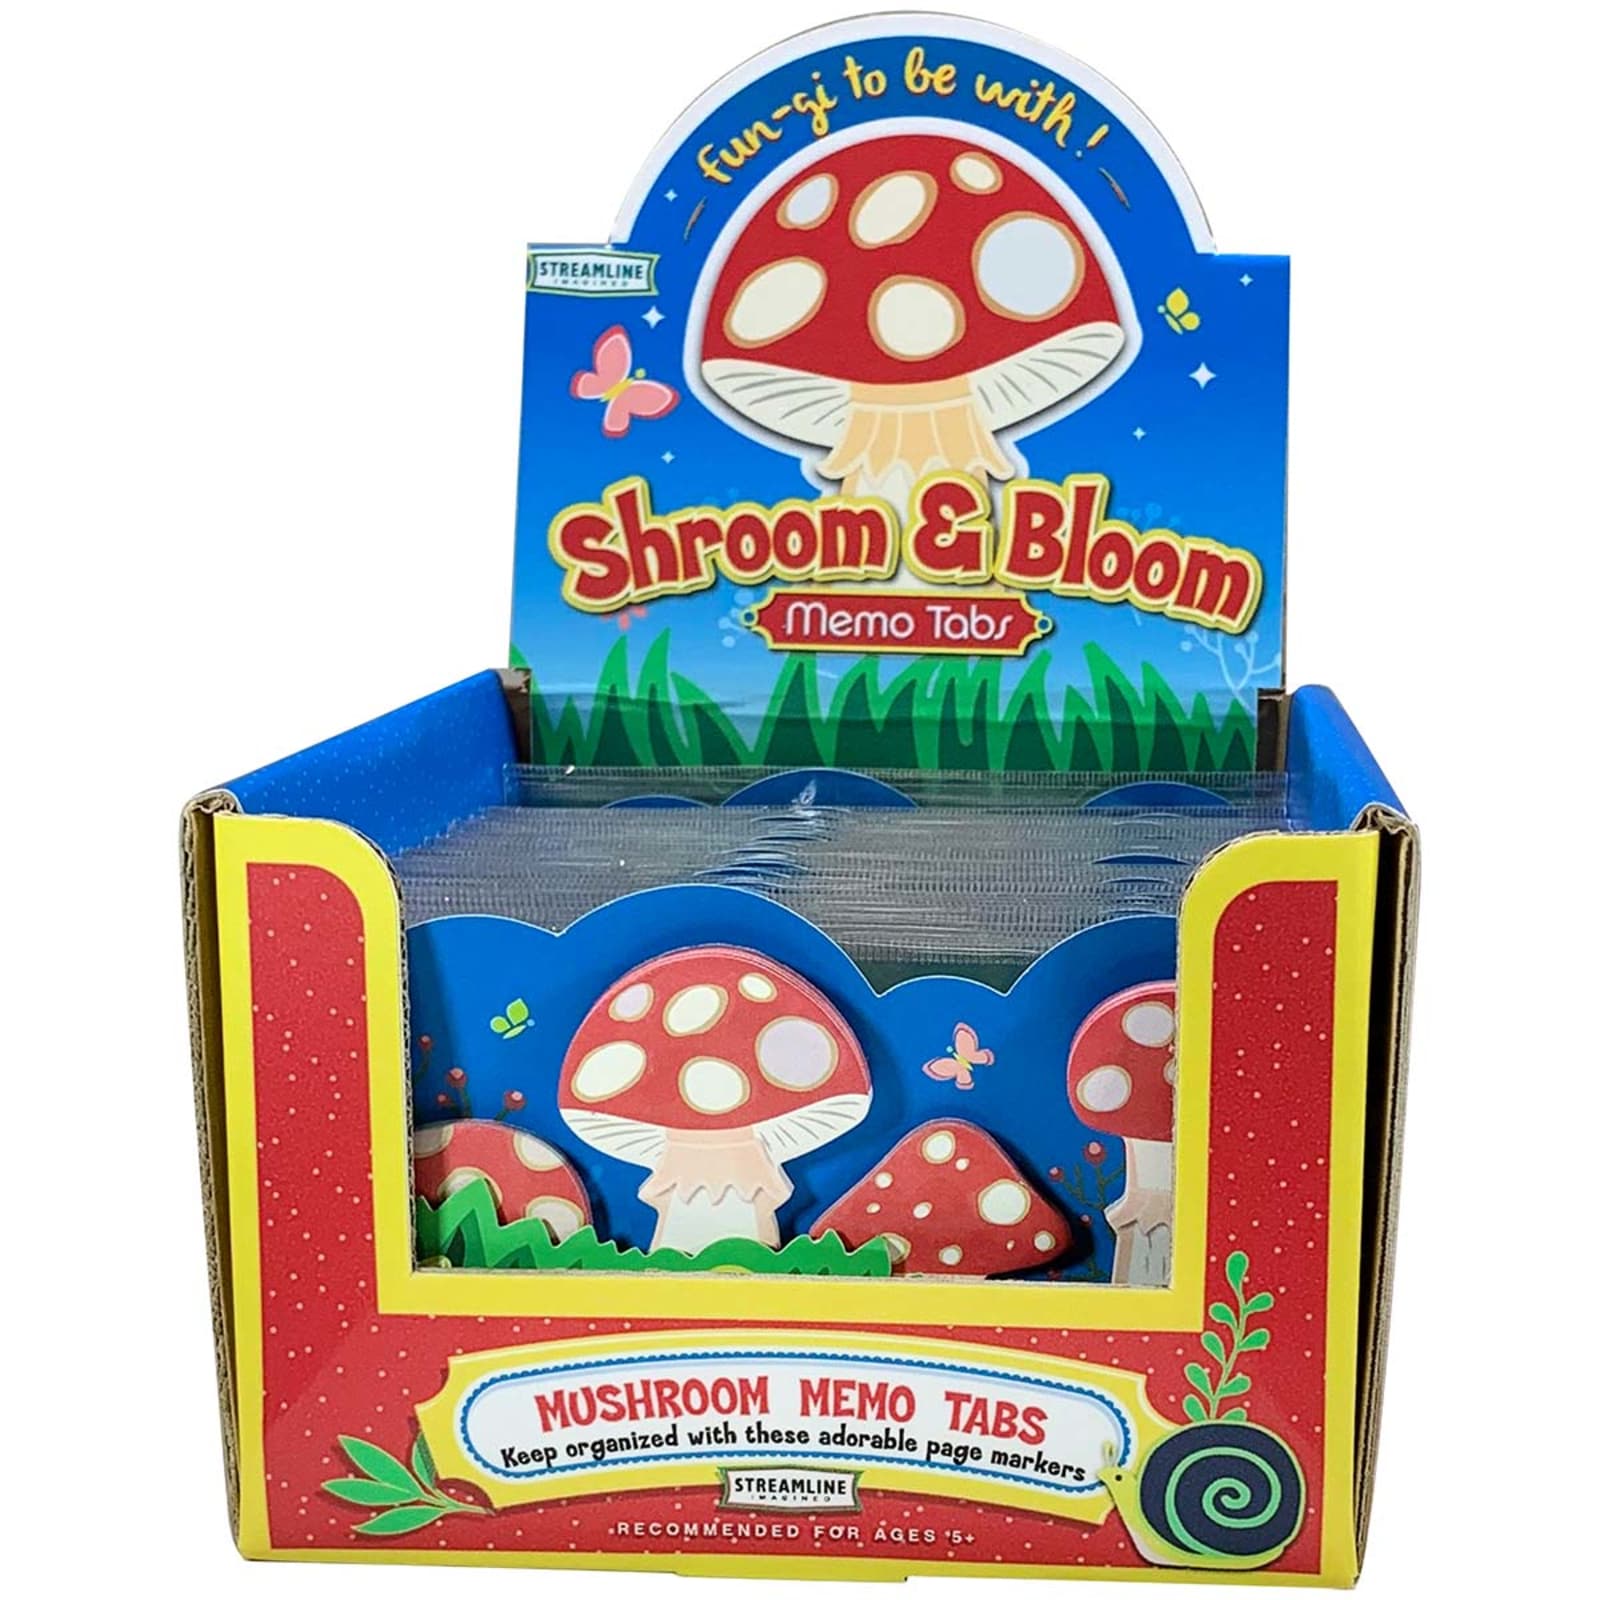 fun-gi to be with!
STREAMLINE
IMAGINED
Shroom & Bloom
Memo Tabs
MUSHROOM MEMO TABS
Keep organized with these adorable page markers
STREAMLINE
IMAGINED
RECOMMENDED FOR AGES 5+